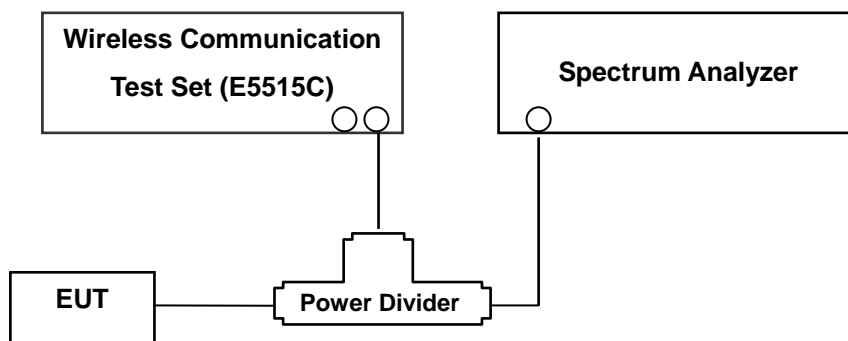 Wireless Communication
Test Set (E5515C)
Spectrum Analyzer
EUT
Power Divider